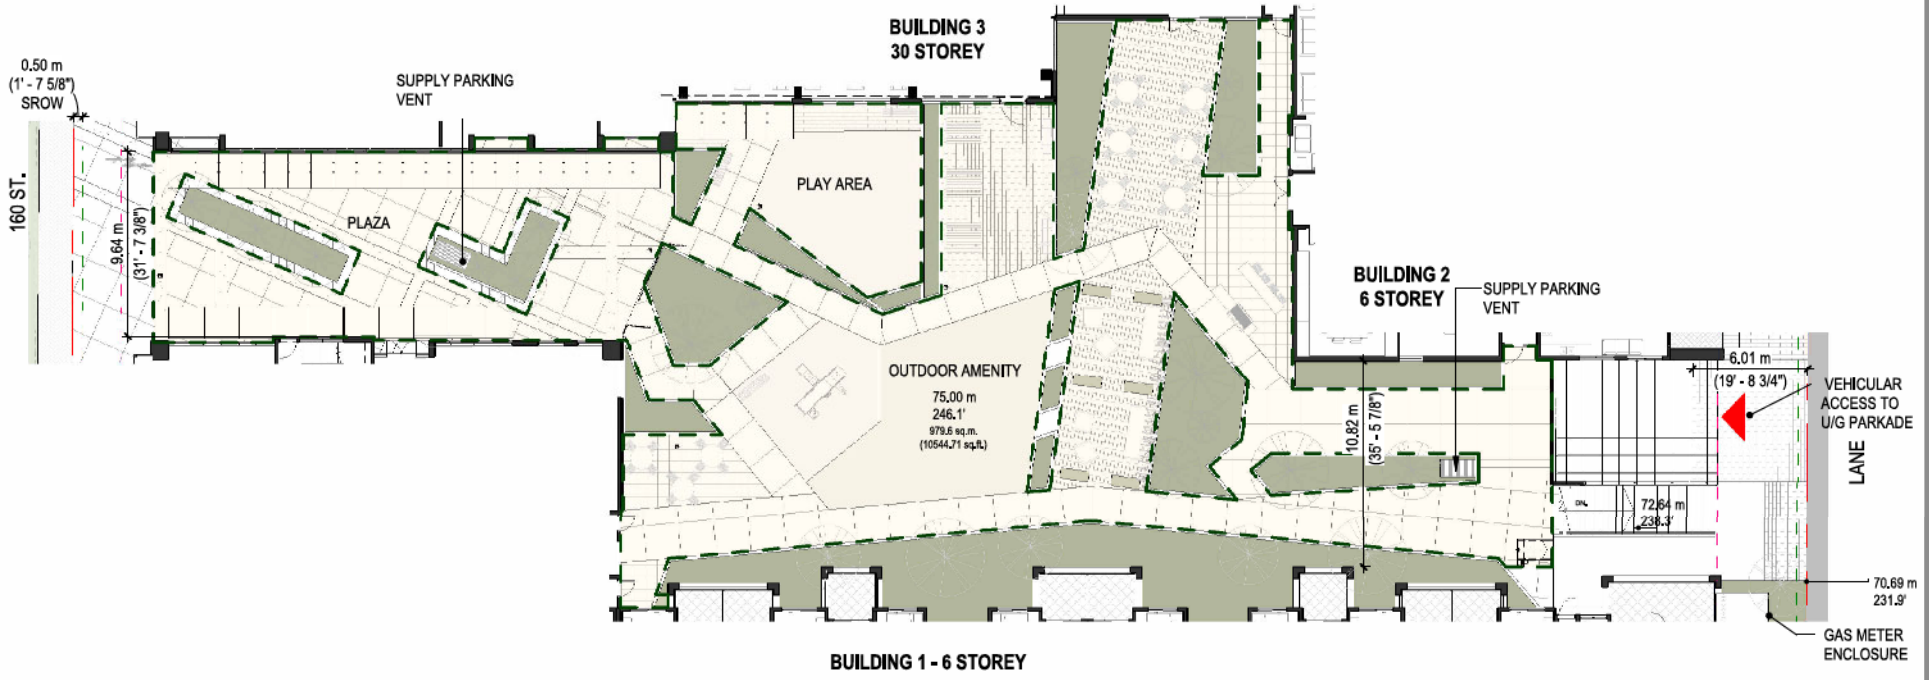 BUILDING 3
30 STOREY
0.50 m
(1' - 7 5/8")
SROW
SUPPLY PARKING
VENT
160 ST.
9.64 m
(31' - 7 3/8")
PLAZA
PLAY AREA
BUILDING 2
6 STOREY
SUPPLY PARKING
VENT
OUTDOOR AMENITY
75.00 m
246.1'
979.6 sq.m.
(10544.71 sq.ft.)
10.82 m
(35' - 5 7/8")
6.01 m
(19' - 8 3/4")
VEHICULAR
ACCESS TO
U/G PARKADE
LANE
DN.
72.64 m
238.3'
70.69 m
231.9'
GAS METER
ENCLOSURE
BUILDING 1 - 6 STOREY